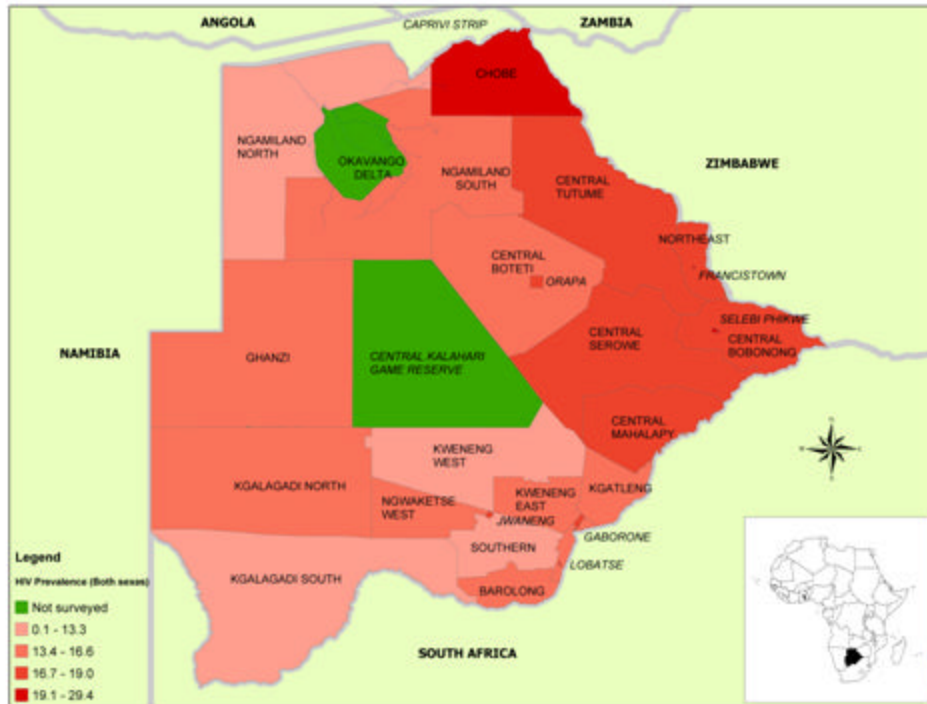 ANGOLA
CAPRIVI STRIP
ZAMBIA
CHOBE
NGAMILAND
NORTH
OKAVANGO
DELTA
NGAMILAND
SOUTH
CENTRAL
TUTUME
ZIMBABWE
NORTHEAST
FRANCISTOWN
CENTRAL
BOTETI
ORAPA
SELEBI PHIKWE
CENTRAL
BOBONONG
CENTRAL
SEROWE
NAMIBIA
GHANZI
CENTRAL KALAHARI
GAME RESERVE
CENTRAL
MAHALAPY
KWENENG
WEST
KGALAGADI NORTH
NGWAKETSE
WEST
KWENENG
EAST
KGATLENG
JWANENG
GABORONE
SOUTHERN
LOBATSE
KGALAGADI SOUTH
BAROLONG
SOUTH AFRICA
Legend
HIV Prevalence (Both sexes)
Not surveyed
0.1 - 13.3
13.4 - 16.6
16.7 - 19.0
19.1 - 29.4